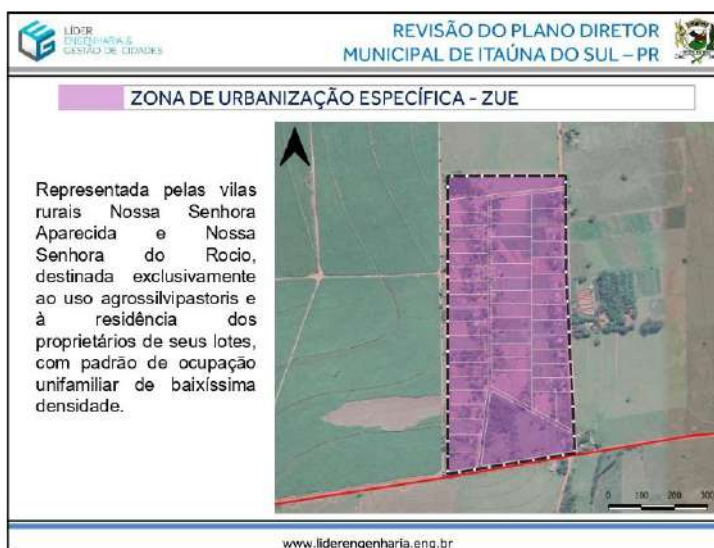 LÍDER
ENGENHARIA &
GESTÃO DE CIDADES
REVISÃO DO PLANO DIRETOR
MUNICIPAL DE ITAÚNA DO SUL – PR
ZONA DE URBANIZAÇÃO ESPECÍFICA - ZUE
Representada pelas vilas
rurais Nossa Senhora
Aparecida e Nossa
Senhora do Rocio,
destinada exclusivamente
ao uso agrossilvipastoris e
à residência dos
proprietários de seus lotes,
com padrão de ocupação
unifamiliar de baixíssima
densidade.
0 100 200 300
www.liderengenharia.eng.br